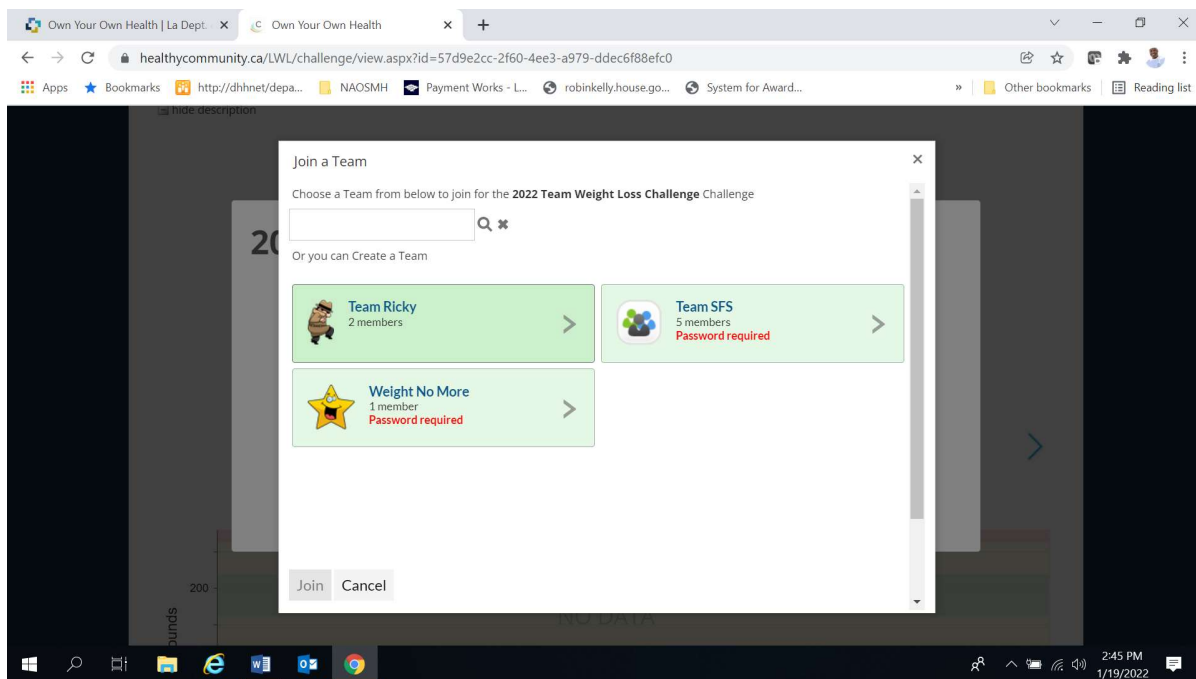 Own Your Own Health | La Dept.
Own Your Own Health
healthycommunity.ca/LWL/challenge/view.aspx?id=57d9e2cc-2f60-4ee3-a979-ddec6f88efc0
Apps Bookmarks http://dhhnet/depa... NAOSMH Payment Works - L... robinkelly.house.go... System for Award... » Other bookmarks Reading list
hide description
Join a Team
Choose a Team from below to join for the 2022 Team Weight Loss Challenge Challenge
20
Or you can Create a Team
Team Ricky
2 members
Team SFS
5 members
Password required
Weight No More
1 member
Password required
Join Cancel
200
ounds
NO DATA
2:45 PM
1/19/2022